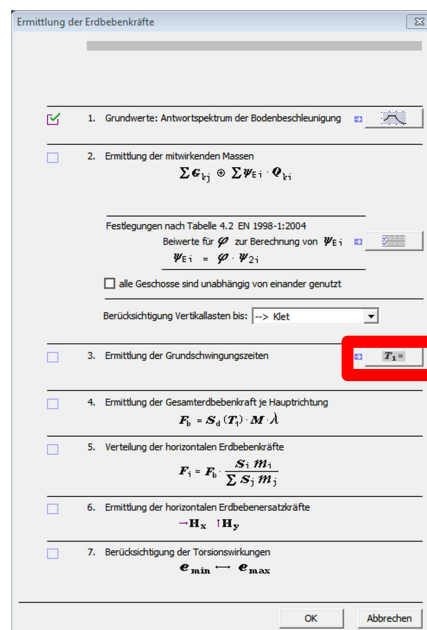 Ermittlung der Erdbebenkräfte
1. Grundwerte: Antwortspektrum der Bodenbeschleunigung
2. Ermittlung der mitwirkenden Massen
∑ G_kj ⊕ ∑ Ψ_Ei · Q_ki
Festlegungen nach Tabelle 4.2 EN 1998-1:2004
Beiwerte für φ zur Berechnung von Ψ_Ei
Ψ_Ei = φ · Ψ_2i
alle Geschosse sind unabhängig von einander genutzt
Berücksichtigung Vertikallasten bis: --> Klet
3. Ermittlung der Grundschwingungszeiten T_1 =
4. Ermittlung der Gesamterdbebenkraft je Hauptrichtung
F_b = S_d (T_1) · M · λ
5. Verteilung der horizontalen Erdbebenkräfte
F_i = F_b · S_i m_i / ∑ S_j m_j
6. Ermittlung der horizontalen Erdbebenersatzkräfte
→H_x ↑H_y
7. Berücksichtigung der Torsionswirkungen
e_min ↔ e_max
OK Abbrechen